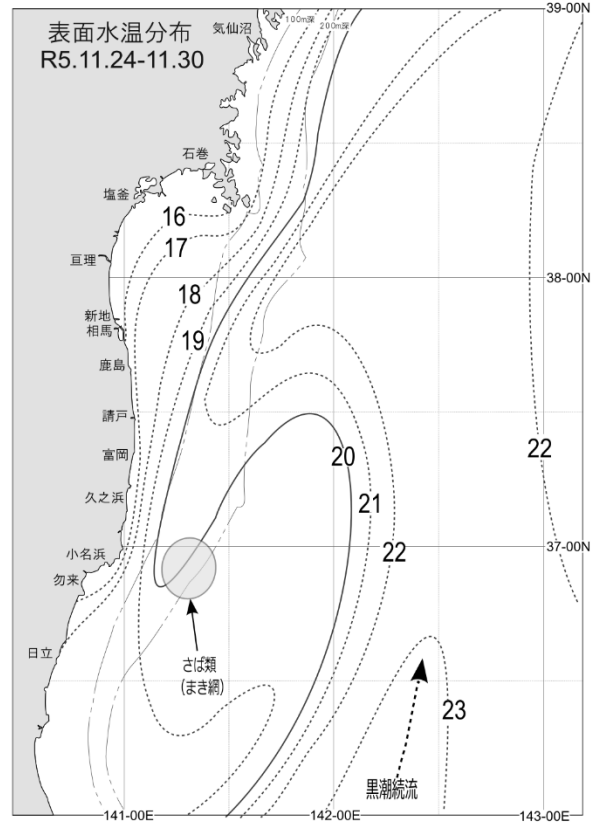 表面水温分布
R5.11.24-11.30
気仙沼
100m深
200m深
39-00N
石巻
塩釜
16
17
亘理
38-00N
18
新地
相馬
19
鹿島
請戸
富岡
20
22
久之浜
21
22
小名浜
37-00N
勿来
日立
さば類
(まき網)
23
黒潮続流
141-00E
142-00E
143-00E